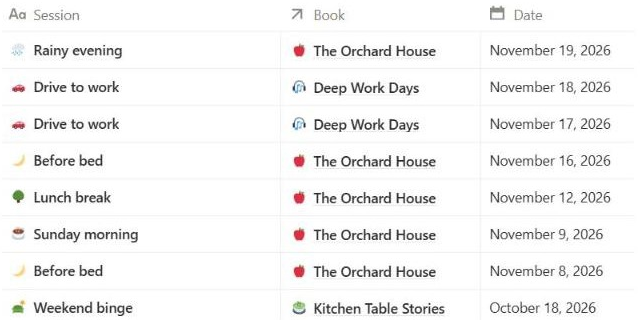 Aa Session Book Date
Rainy evening The Orchard House November 19, 2026
Drive to work Deep Work Days November 18, 2026
Drive to work Deep Work Days November 17, 2026
Before bed The Orchard House November 16, 2026
Lunch break The Orchard House November 12, 2026
Sunday morning The Orchard House November 9, 2026
Before bed The Orchard House November 8, 2026
Weekend binge Kitchen Table Stories October 18, 2026